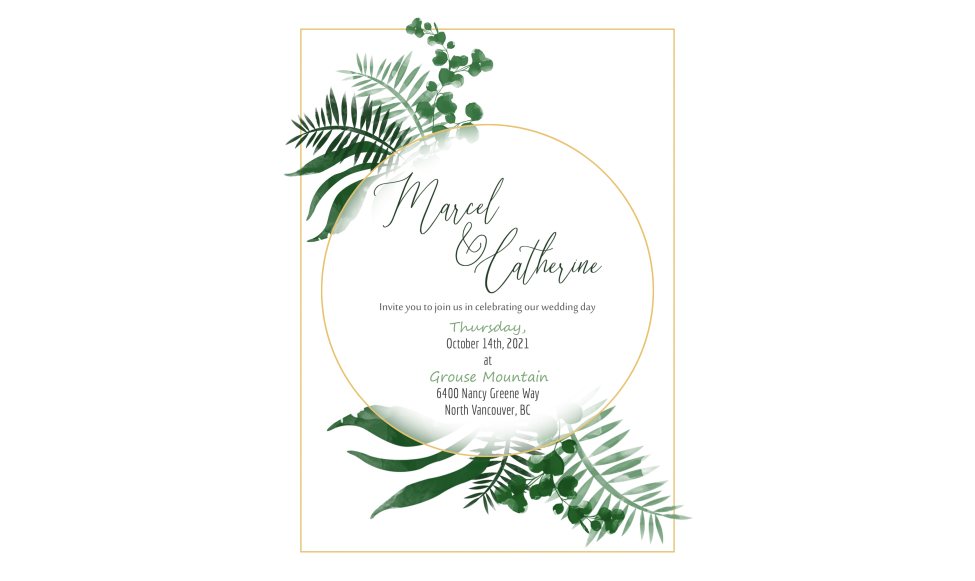 Marcel
&
Catherine
Invite you to join us in celebrating our wedding day
Thursday,
October 14th, 2021
at
Grouse Mountain
6400 Nancy Greene Way
North Vancouver, BC